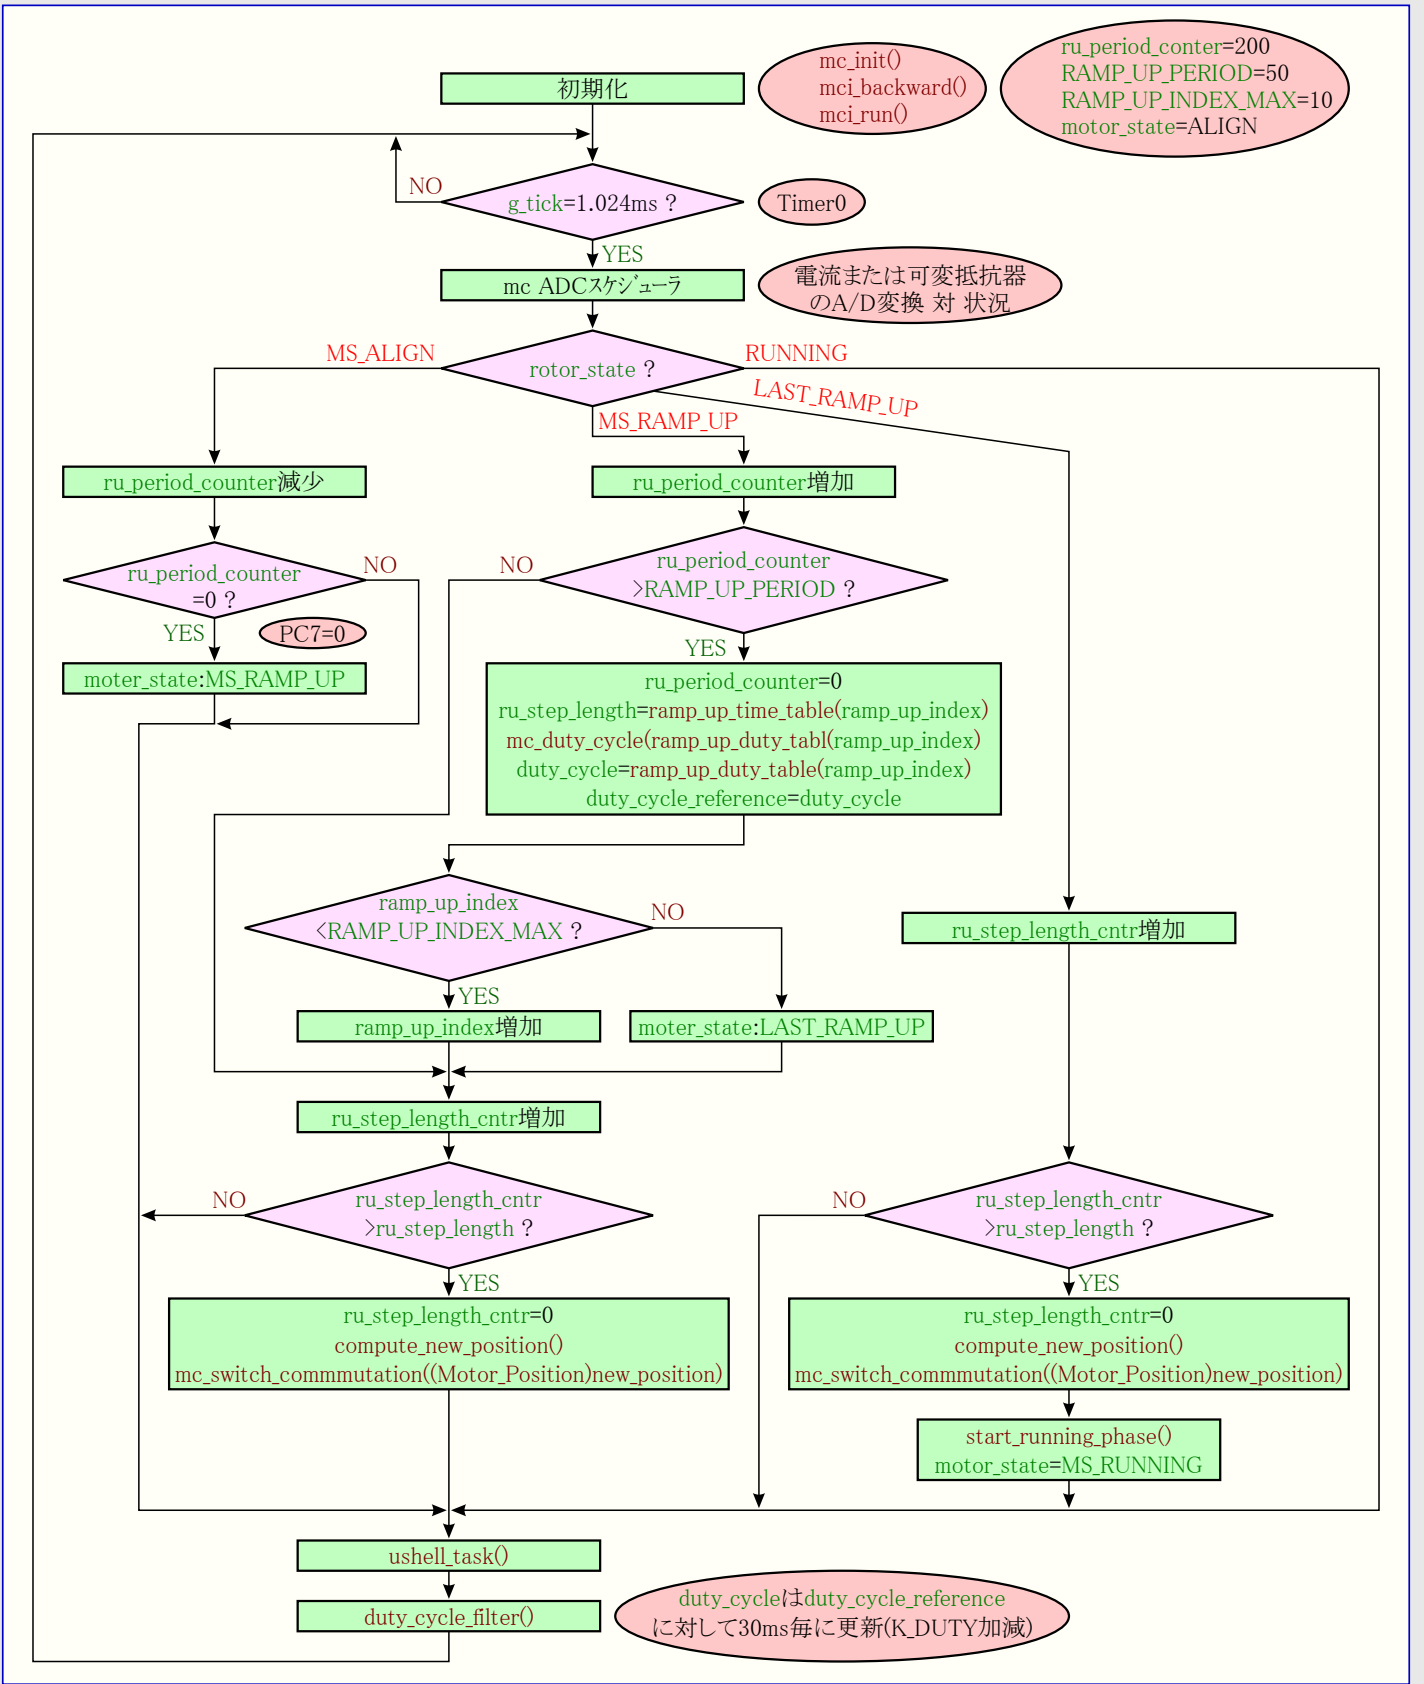 初期化
mc_init()
mci_backward()
mci_run()
ru_period_conter=200
RAMP_UP_PERIOD=50
RAMP_UP_INDEX_MAX=10
motor_state=ALIGN
NO
g_tick=1.024ms ?
Timer0
YES
mc ADCｽｹｼﾞｭｰﾗ
電流または可変抵抗器
のA/D変換 対 状況
MS_ALIGN
rotor_state ?
RUNNING
LAST_RAMP_UP
MS_RAMP_UP
ru_period_counter減少
ru_period_counter増加
ru_period_counter
=0 ?
NO
NO
ru_period_counter
>RAMP_UP_PERIOD ?
YES
PC7=0
YES
moter_state:MS_RAMP_UP
ru_period_counter=0
ru_step_length=ramp_up_time_table(ramp_up_index)
mc_duty_cycle(ramp_up_duty_tabl(ramp_up_index)
duty_cycle=ramp_up_duty_table(ramp_up_index)
duty_cycle_reference=duty_cycle
ramp_up_index
<RAMP_UP_INDEX_MAX ?
NO
ru_step_length_cntr増加
YES
ramp_up_index増加
moter_state:LAST_RAMP_UP
ru_step_length_cntr増加
NO
ru_step_length_cntr
>ru_step_length ?
NO
ru_step_length_cntr
>ru_step_length ?
YES
YES
ru_step_length_cntr=0
compute_new_position()
mc_switch_commmutation((Motor_Position)new_position)
ru_step_length_cntr=0
compute_new_position()
mc_switch_commmutation((Motor_Position)new_position)
start_running_phase()
motor_state=MS_RUNNING
ushell_task()
duty_cycle_filter()
duty_cycleはduty_cycle_reference
に対して30ms毎に更新(K_DUTY加減)